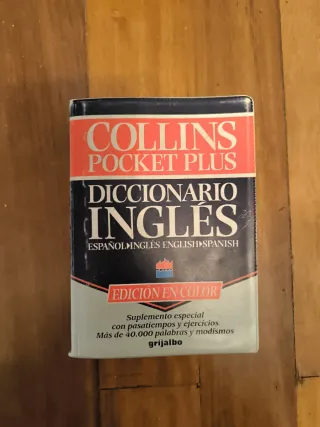 COLLINS
POCKET PLUS
DICCIONARIO
INGLÉS
ESPAÑOL▸INGLÉS ENGLISH▸SPANISH
EDICION EN COLOR
Suplemento especial
con pasatiempos y ejercicios
Más de 40.000 palabras y modismos
grijalbo